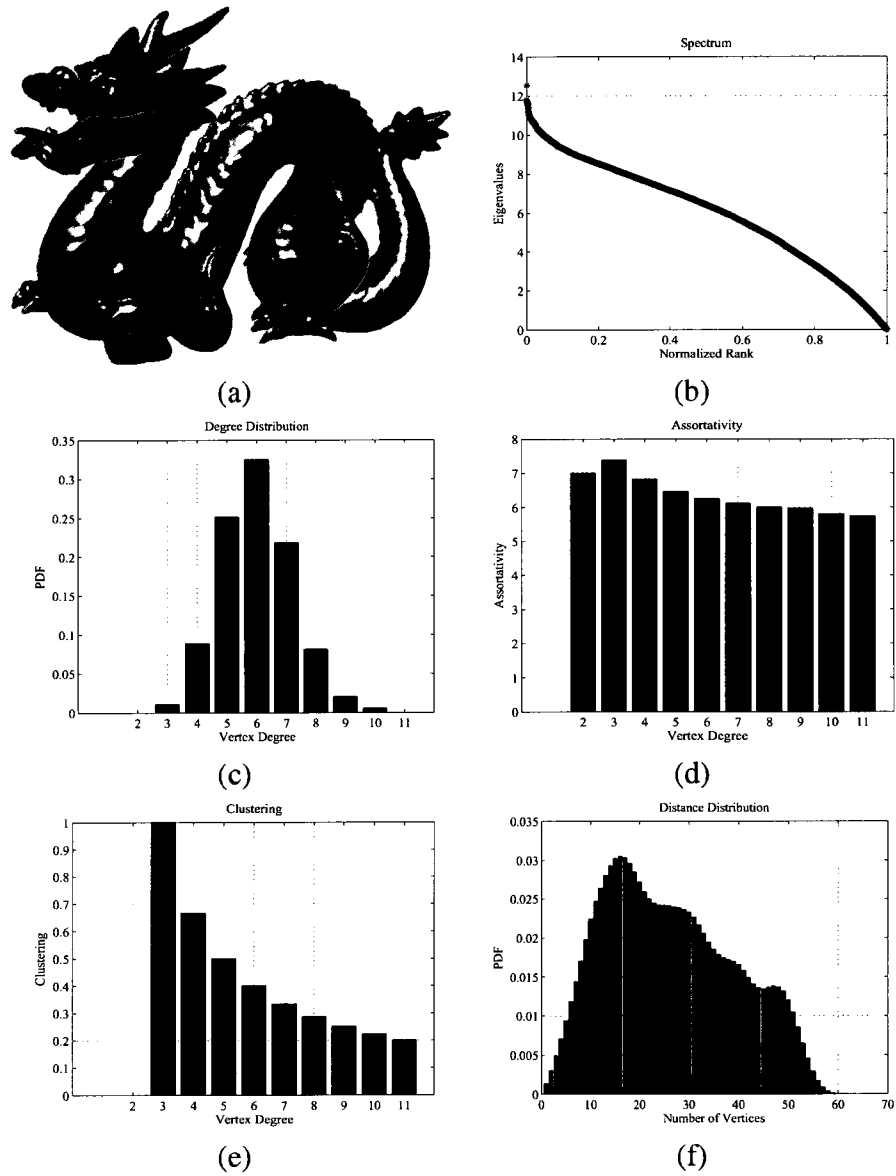 (a)
Spectrum
14
12
10
8
6
4
2
0
Eigenvalues
0 0.2 0.4 0.6 0.8 1
Normalized Rank
(b)
Degree Distribution
0.35
0.3
0.25
0.2
0.15
0.1
0.05
0
PDF
2 3 4 5 6 7 8 9 10 11
Vertex Degree
(c)
Assortativity
8
7
6
5
4
3
2
1
0
Assortativity
2 3 4 5 6 7 8 9 10 11
Vertex Degree
(d)
Clustering
1
0.9
0.8
0.7
0.6
0.5
0.4
0.3
0.2
0.1
0
Clustering
2 3 4 5 6 7 8 9 10 11
Vertex Degree
(e)
Distance Distribution
0.035
0.03
0.025
0.02
0.015
0.01
0.005
0
PDF
0 10 20 30 40 50 60 70
Number of Vertices
(f)